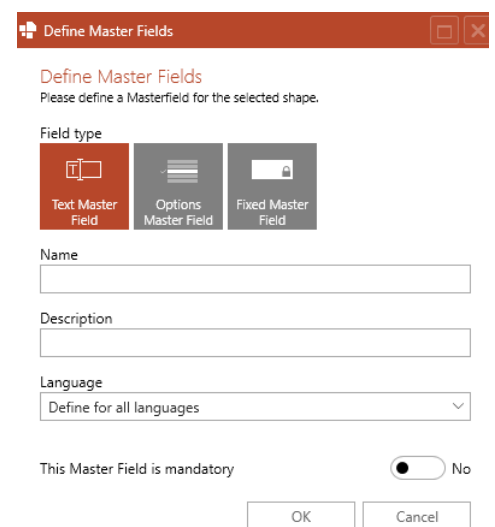 Define Master Fields
Define Master Fields
Please define a Masterfield for the selected shape.
Field type
Text Master
Field
Options
Master Field
Fixed Master
Field
Name
Description
Language
Define for all languages
This Master Field is mandatory
No
OK
Cancel